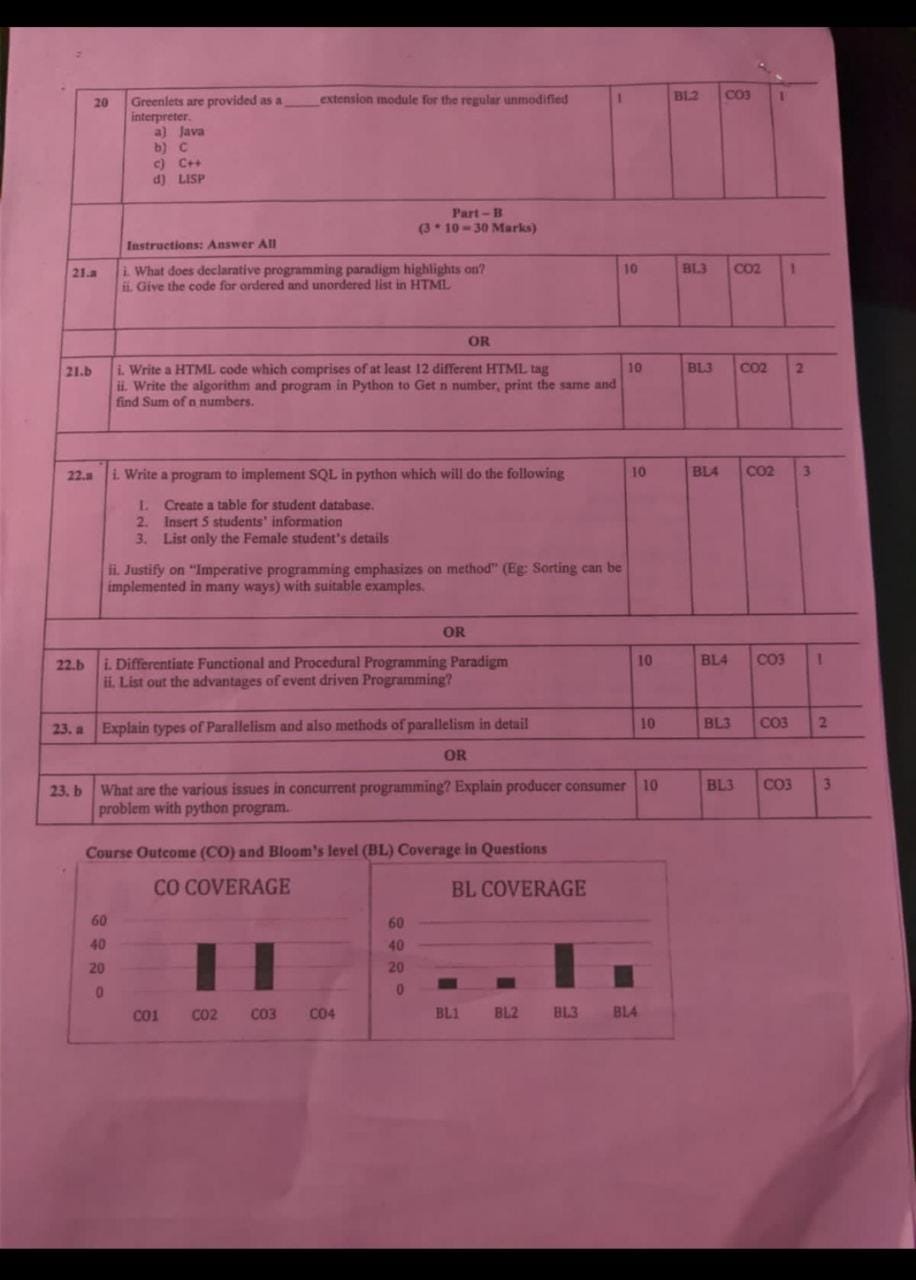 20 Greenlets are provided as a _____ extension module for the regular unmodified 1 BL2 CO3 1
interpreter.
a) Java
b) C
c) C++
d) LISP
Part – B
(3 * 10 = 30 Marks)
Instructions: Answer All
21.a i. What does declarative programming paradigm highlights on? 10 BL3 CO2 1
ii. Give the code for ordered and unordered list in HTML
OR
21.b i. Write a HTML code which comprises of at least 12 different HTML tag 10 BL3 CO2 2
ii. Write the algorithm and program in Python to Get n number, print the same and
find Sum of n numbers.
22.a i. Write a program to implement SQL in python which will do the following 10 BL4 CO2 3
1. Create a table for student database.
2. Insert 5 students' information
3. List only the Female student's details
ii. Justify on "Imperative programming emphasizes on method" (Eg: Sorting can be
implemented in many ways) with suitable examples.
OR
22.b i. Differentiate Functional and Procedural Programming Paradigm 10 BL4 CO3 1
ii. List out the advantages of event driven Programming?
23. a Explain types of Parallelism and also methods of parallelism in detail 10 BL3 CO3 2
OR
23. b What are the various issues in concurrent programming? Explain producer consumer 10 BL3 CO3 3
problem with python program.
Course Outcome (CO) and Bloom's level (BL) Coverage in Questions
CO COVERAGE
60
40
20
0
CO1 CO2 CO3 CO4
BL COVERAGE
60
40
20
0
BL1 BL2 BL3 BL4